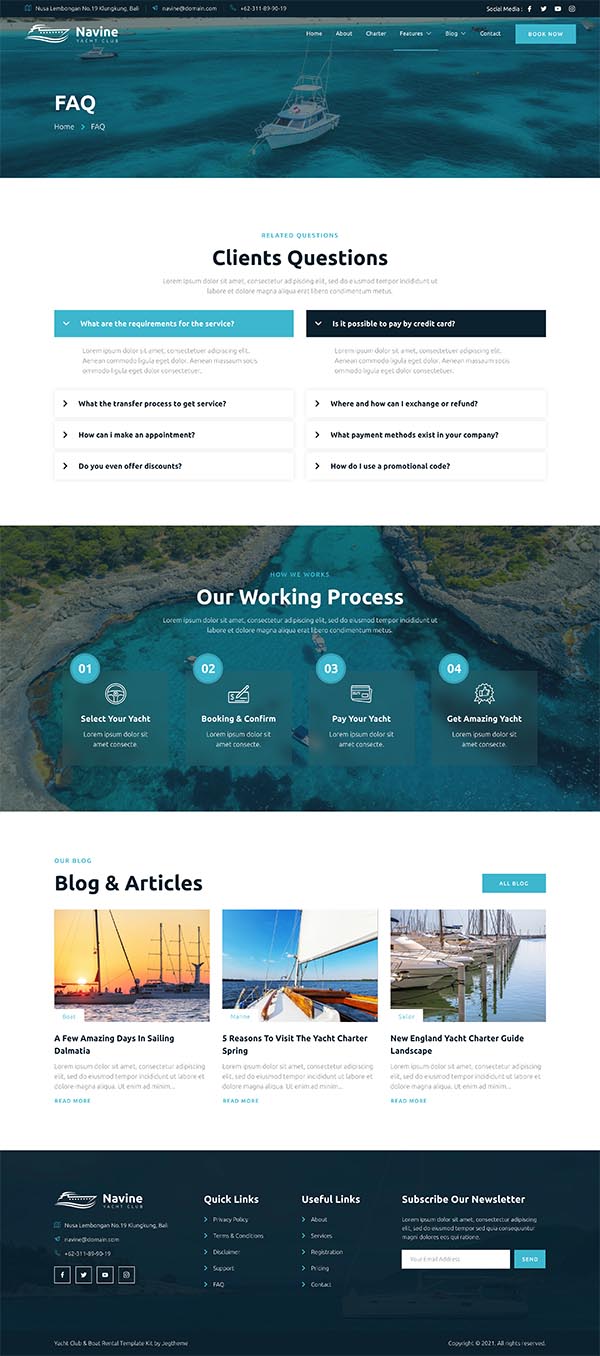 Nusa Lembongan No.19 Klungkung, Bali
navine@domain.com
+62-311-89-90-19
Social Media :
Navine
YACHT CLUB
Home
About
Charter
Features
Blog
Contact
BOOK NOW
FAQ
Home
FAQ
RELATED QUESTIONS
Clients Questions
Lorem ipsum dolor sit amet, consectetur adipiscing elit, sed do eiusmod tempor incididunt ut
labore et dolore magna aliqua erat libero condimentum metus.
What are the requirements for the service?
Lorem ipsum dolor sit amet, consectetuer adipiscing elit.
Aenean commodo ligula eget dolor. Aenean massaum sociis
ommodo ligula eget dolor consectetuer.
What the transfer process to get service?
How can i make an appointment?
Do you even offer discounts?
Is it possible to pay by credit card?
Lorem ipsum dolor sit amet, consectetuer adipiscing elit.
Aenean commodo ligula eget dolor. Aenean massaum sociis
ommodo ligula eget dolor consectetuer.
Where and how can I exchange or refund?
What payment methods exist in your company?
How do I use a promotional code?
HOW WE WORKS
Our Working Process
Lorem ipsum dolor sit amet, consectetur adipiscing elit, sed do eiusmod tempor incididunt ut
labore et dolore magna aliqua erat libero condimentum metus.
01
Select Your Yacht
Lorem ipsum dolor sit
amet consecte.
02
Booking & Confirm
Lorem ipsum dolor sit
amet, consecte.
03
Pay Your Yacht
Lorem ipsum dolor sit
amet, consecte.
04
Get Amazing Yacht
Lorem ipsum dolor sit
amet, consecte.
OUR BLOG
Blog & Articles
ALL BLOG
Boat
A Few Amazing Days In Sailing
Dalmatia
Lorem ipsum dolor sit amet, consectetur adipiscing
elit, sed do eiusmod tempor incididunt ut labore et
dolore magna aliqua. Ut enim ad minim...
READ MORE
Marine
5 Reasons To Visit The Yacht Charter
Spring
Lorem ipsum dolor sit amet, consectetur adipiscing
elit, sed do eiusmod tempor incididunt ut labore et
dolore magna aliqua. Ut enim ad minim...
READ MORE
Sailor
New England Yacht Charter Guide
Landscape
Lorem ipsum dolor sit amet, consectetur adipiscing
elit, sed do eiusmod tempor incididunt ut labore et
dolore magna aliqua. Ut enim ad minim...
READ MORE
Navine
YACHT CLUB
Nusa Lembongan No.19 Klungkung, Bali
navine@domain.com
+62-311-89-90-19
Quick Links
Privacy Policy
Terms & Conditions
Disclaimer
Support
FAQ
Useful Links
About
Services
Registration
Pricing
Contact
Subscribe Our Newsletter
Lorem ipsum dolor sit amet, consectetur
adipiscing elit, sed do eiusmod quia consequuntur
magni dolores eos qui ratione.
Your Email Address
SEND
Yacht Club & Boat Rental Template Kit by Jegtheme
Copyright © 2021. All rights reserved.